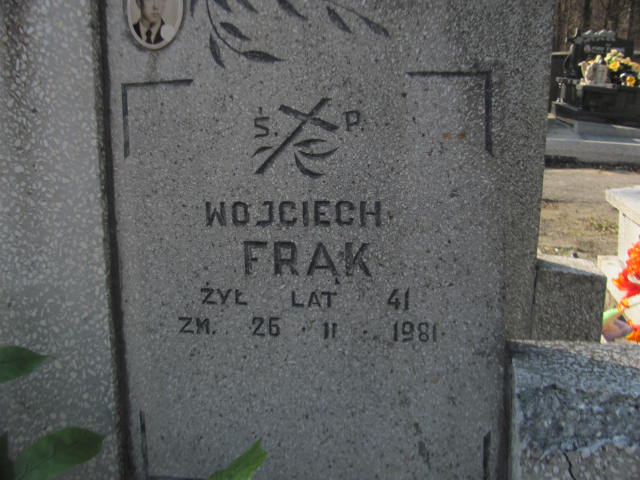 Ś. P.
WOJCIECH
FRĄK
ŻYŁ LAT 41
ZM. 26 · 11 · 1981